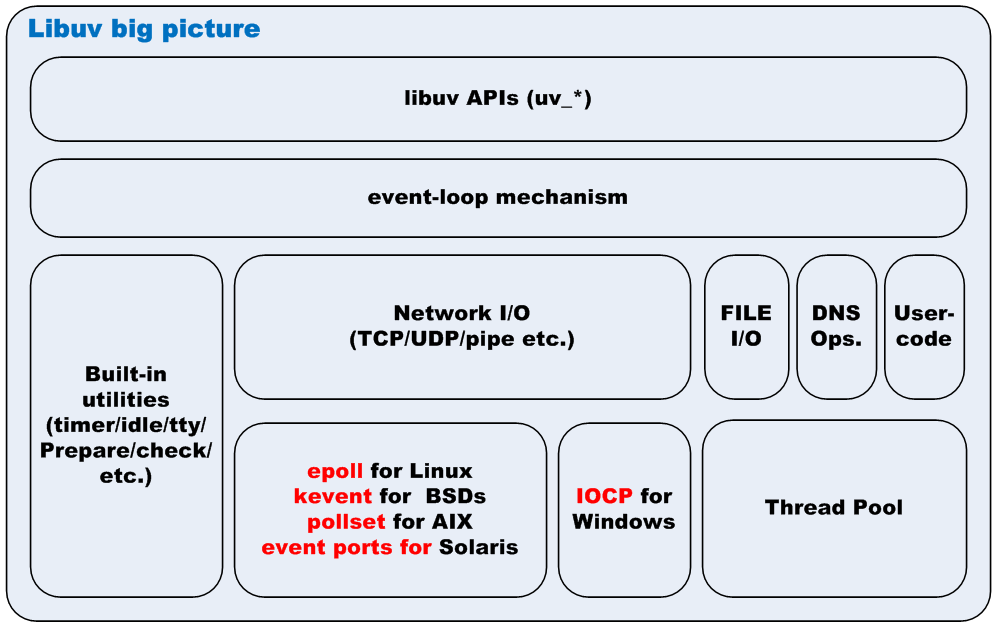 Libuv big picture
libuv APIs (uv_*)
event-loop mechanism
Built-in
utilities
(timer/idle/tty/
Prepare/check/
etc.)
Network I/O
(TCP/UDP/pipe etc.)
FILE
I/O
DNS
Ops.
User-
code
epoll for Linux
kevent for BSDs
pollset for AIX
event ports for Solaris
IOCP for
Windows
Thread Pool